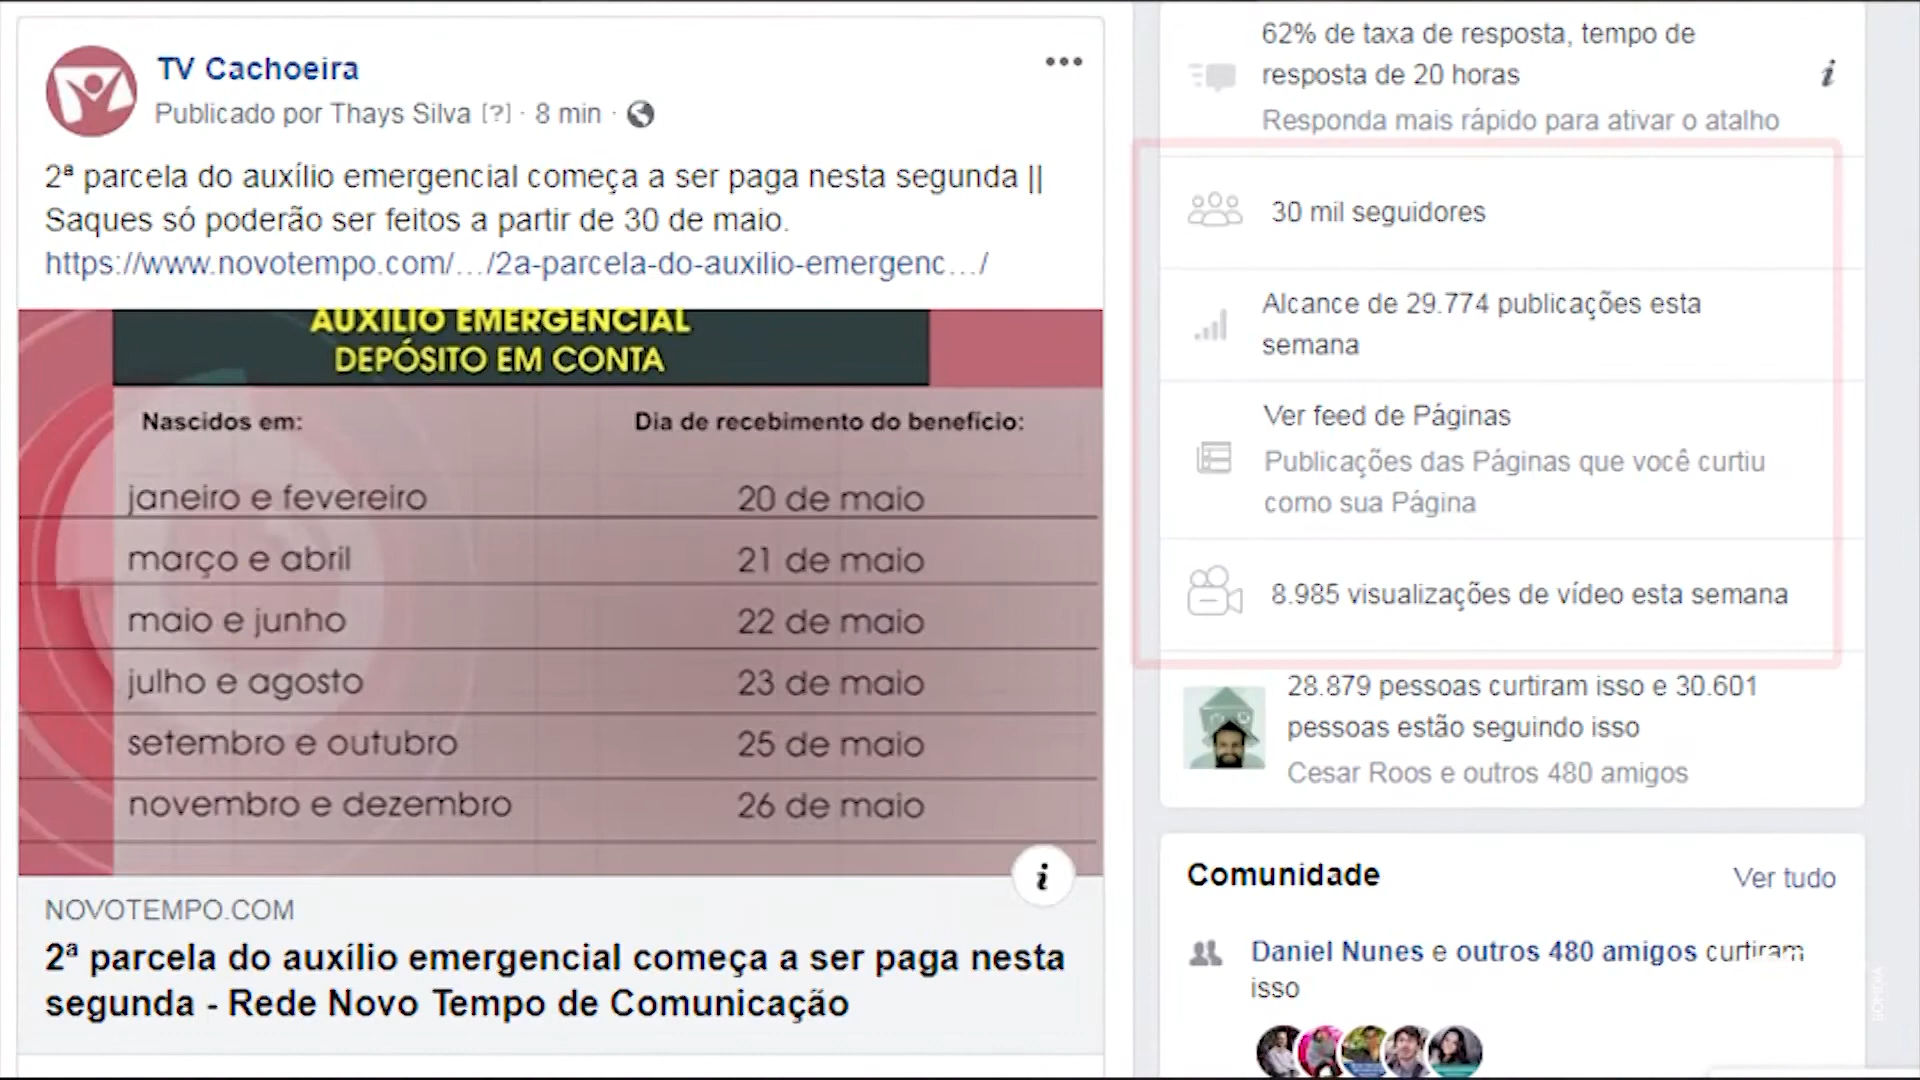 TV Cachoeira
Publicado por Thays Silva [?] · 8 min ·
2ª parcela do auxílio emergencial começa a ser paga nesta segunda ||
Saques só poderão ser feitos a partir de 30 de maio.
https://www.novotempo.com/…/2a-parcela-do-auxilio-emergenc…/
AUXÍLIO EMERGENCIAL
DEPÓSITO EM CONTA
Nascidos em: Dia de recebimento do benefício:
janeiro e fevereiro 20 de maio
março e abril 21 de maio
maio e junho 22 de maio
julho e agosto 23 de maio
setembro e outubro 25 de maio
novembro e dezembro 26 de maio
NOVOTEMPO.COM
2ª parcela do auxílio emergencial começa a ser paga nesta
segunda - Rede Novo Tempo de Comunicação
62% de taxa de resposta, tempo de
resposta de 20 horas
Responda mais rápido para ativar o atalho
30 mil seguidores
Alcance de 29.774 publicações esta
semana
Ver feed de Páginas
Publicações das Páginas que você curtiu
como sua Página
8.985 visualizações de vídeo esta semana
28.879 pessoas curtiram isso e 30.601
pessoas estão seguindo isso
Cesar Roos e outros 480 amigos
Comunidade
Ver tudo
Daniel Nunes e outros 480 amigos curtiram
isso